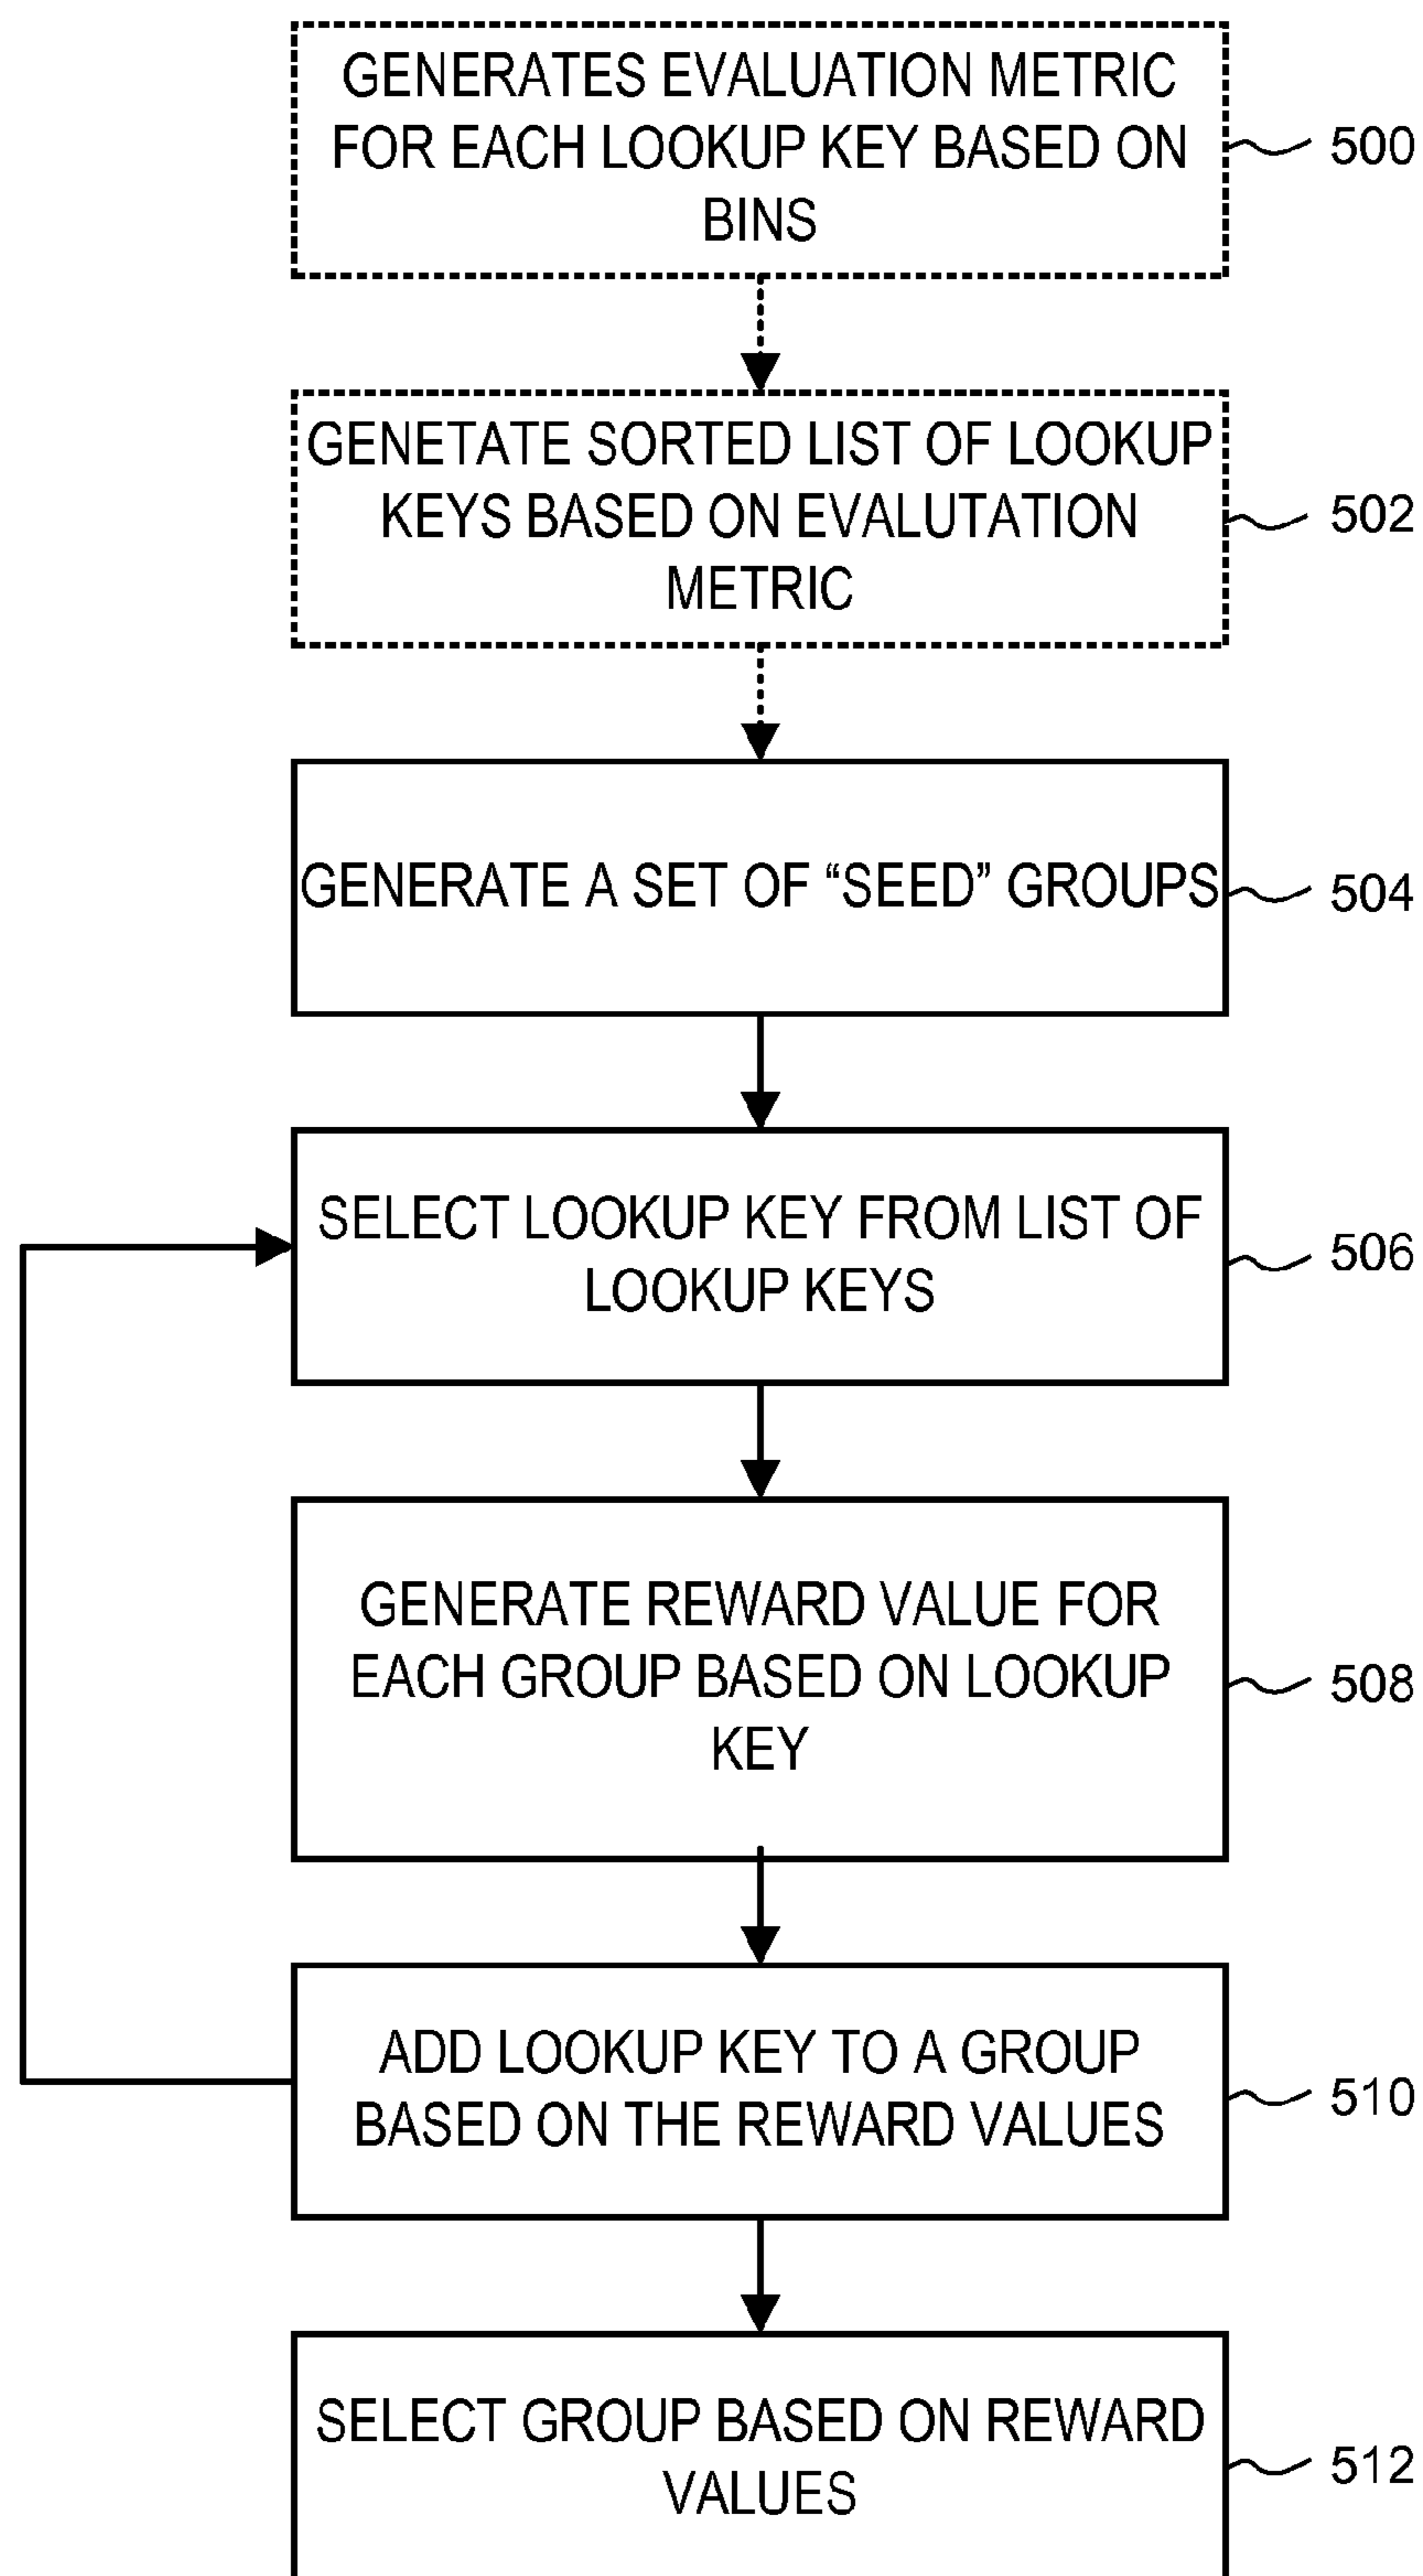 GENERATES EVALUATION METRIC
FOR EACH LOOKUP KEY BASED ON
BINS
500
GENETATE SORTED LIST OF LOOKUP
KEYS BASED ON EVALUTATION
METRIC
502
GENERATE A SET OF “SEED” GROUPS
504
SELECT LOOKUP KEY FROM LIST OF
LOOKUP KEYS
506
GENERATE REWARD VALUE FOR
EACH GROUP BASED ON LOOKUP
KEY
508
ADD LOOKUP KEY TO A GROUP
BASED ON THE REWARD VALUES
510
SELECT GROUP BASED ON REWARD
VALUES
512